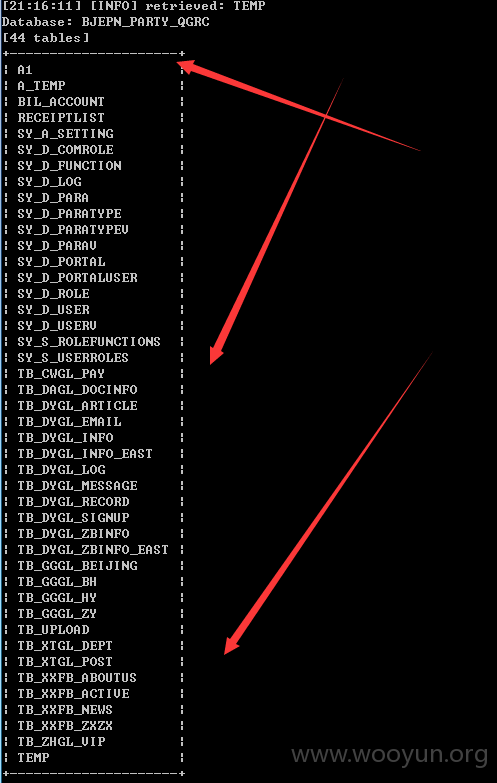 [21:16:11] [INFO] retrieved: TEMP
Database: BJEPN_PARTY_QGRC
[44 tables]
+----------------------+
| A1 |
| A_TEMP |
| BIL_ACCOUNT |
| RECEIPTLIST |
| SY_A_SETTING |
| SY_D_COMROLE |
| SY_D_FUNCTION |
| SY_D_LOG |
| SY_D_PARA |
| SY_D_PARATYPE |
| SY_D_PARATYPEV |
| SY_D_PARAV |
| SY_D_PORTAL |
| SY_D_PORTALUSER |
| SY_D_ROLE |
| SY_D_USER |
| SY_D_USERV |
| SY_S_ROLEFUNCTIONS |
| SY_S_USERROLES |
| TB_CWGL_PAY |
| TB_DAGL_DOCINFO |
| TB_DYGL_ARTICLE |
| TB_DYGL_EMAIL |
| TB_DYGL_INFO |
| TB_DYGL_INFO_EAST |
| TB_DYGL_LOG |
| TB_DYGL_MESSAGE |
| TB_DYGL_RECORD |
| TB_DYGL_SIGNUP |
| TB_DYGL_ZBINFO |
| TB_DYGL_ZBINFO_EAST |
| TB_GGGL_BEIJING |
| TB_GGGL_BH |
| TB_GGGL_HY |
| TB_GGGL_ZY |
| TB_UPLOAD |
| TB_XTGL_DEPT |
| TB_XTGL_POST |
| TB_XXFB_ABOUTUS |
| TB_XXFB_ACTIVE |
| TB_XXFB_NEWS |
| TB_XXFB_ZXZX |
| TB_ZHGL_VIP |
| TEMP |
+----------------------+
www.wooyun.org